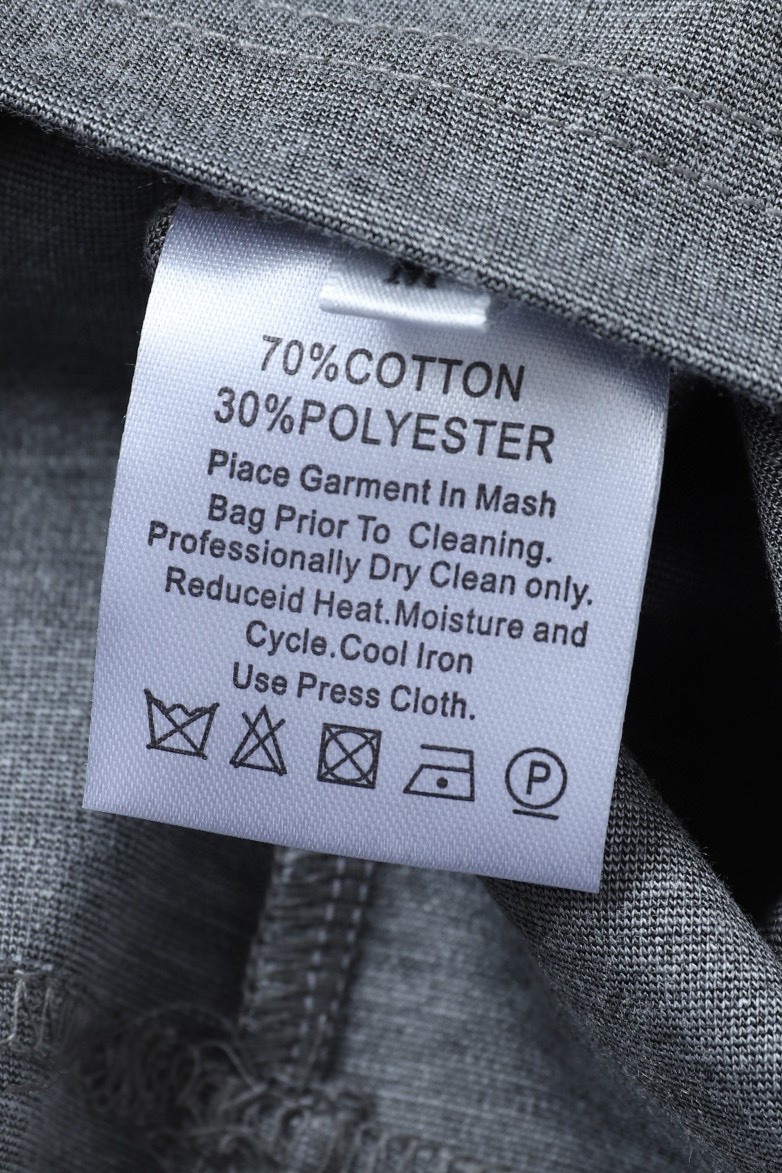 M
70%COTTON
30%POLYESTER
Place Garment In Mash
Bag Prior To Cleaning.
Professionally Dry Clean only.
Reduceid Heat.Moisture and
Cycle.Cool Iron
Use Press Cloth.
P